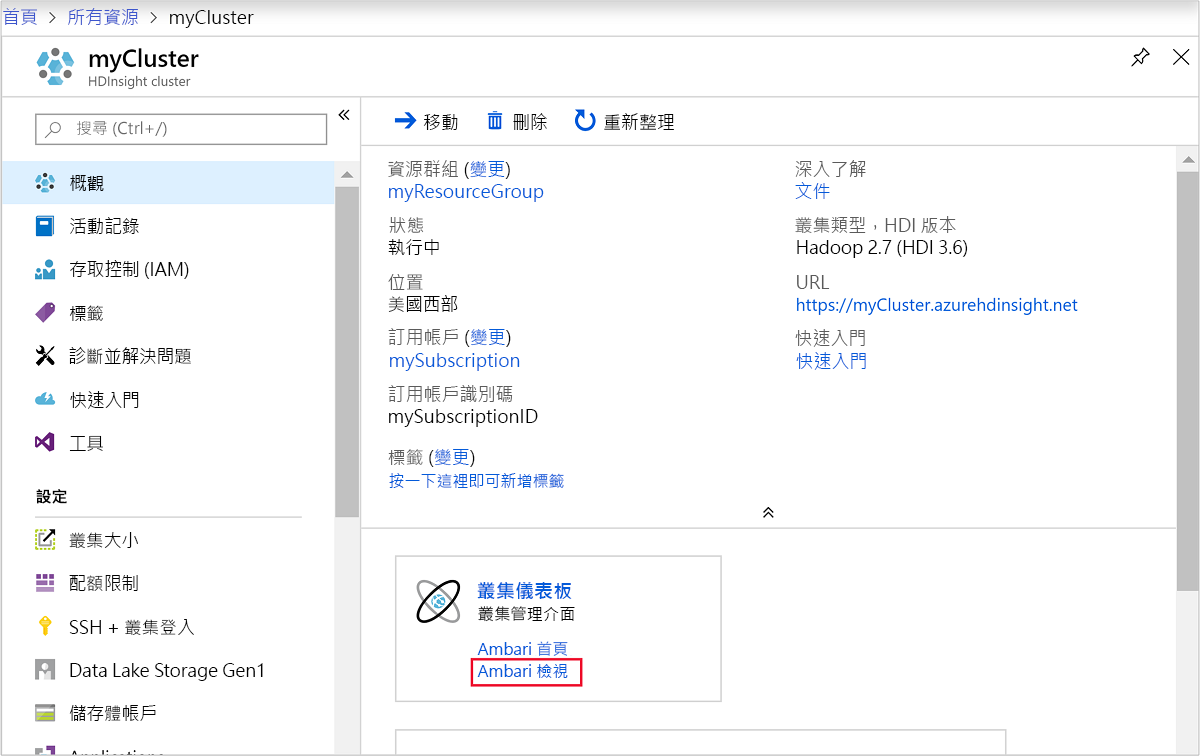 首頁 > 所有資源 > myCluster
myCluster
HDInsight cluster
搜尋 (Ctrl+/)
«
概觀
活動記錄
存取控制 (IAM)
標籤
診斷並解決問題
快速入門
工具
設定
叢集大小
配額限制
SSH + 叢集登入
Data Lake Storage Gen1
儲存體帳戶
Applications
移動 刪除 重新整理
資源群組 (變更)
myResourceGroup
狀態
執行中
位置
美國西部
訂用帳戶 (變更)
mySubscription
訂用帳戶識別碼
mySubscriptionID
標籤 (變更)
按一下這裡即可新增標籤
深入了解
文件
叢集類型，HDI 版本
Hadoop 2.7 (HDI 3.6)
URL
https://myCluster.azurehdinsight.net
快速入門
快速入門
叢集儀表板
叢集管理介面
Ambari 首頁
Ambari 檢視